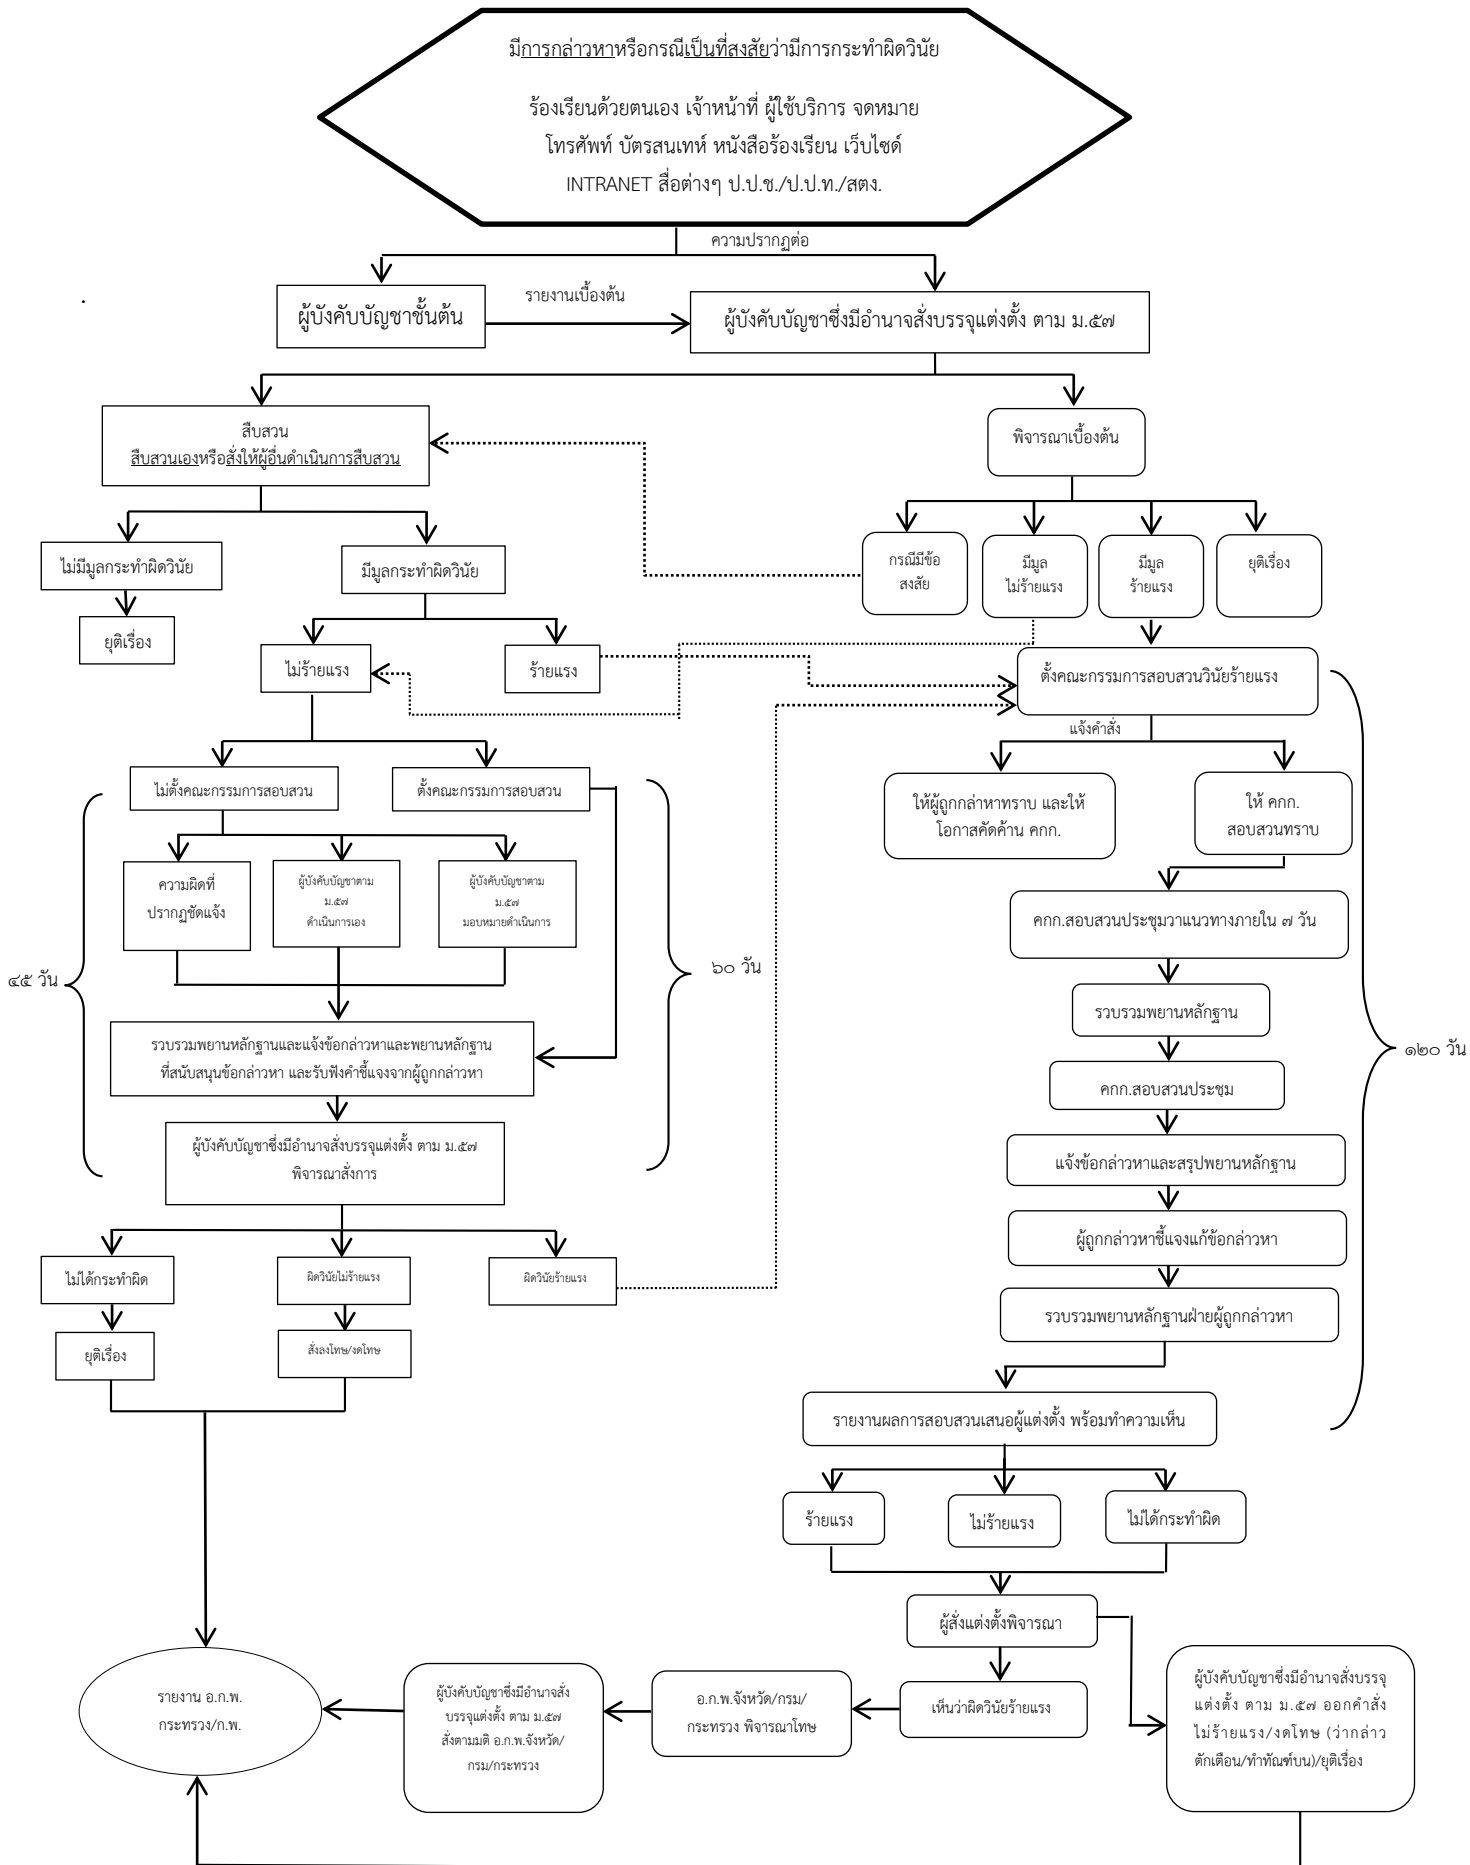 มีการกล่าวหาหรือกรณีเป็นที่สงสัยว่ามีการกระทำผิดวินัย
ร้องเรียนด้วยตนเอง เจ้าหน้าที่ ผู้ใช้บริการ จดหมาย
โทรศัพท์ บัตรสนเทห์ หนังสือร้องเรียน เว็บไซด์
INTRANET สื่อต่างๆ ป.ป.ช./ป.ป.ท./สตง.
ความปรากฏต่อ
ผู้บังคับบัญชาชั้นต้น
รายงานเบื้องต้น
ผู้บังคับบัญชาซึ่งมีอำนาจสั่งบรรจุแต่งตั้ง ตาม ม.๕๗
สืบสวน
สืบสวนเองหรือสั่งให้ผู้อื่นดำเนินการสืบสวน
พิจารณาเบื้องต้น
ไม่มีมูลกระทำผิดวินัย
มีมูลกระทำผิดวินัย
กรณีมีข้อ
สงสัย
มีมูล
ไม่ร้ายแรง
มีมูล
ร้ายแรง
ยุติเรื่อง
ยุติเรื่อง
ไม่ร้ายแรง
ร้ายแรง
ตั้งคณะกรรมการสอบสวนวินัยร้ายแรง
แจ้งคำสั่ง
ไม่ตั้งคณะกรรมการสอบสวน
ตั้งคณะกรรมการสอบสวน
ให้ผู้ถูกกล่าหาทราบ และให้
โอกาสคัดค้าน คกก.
ให้ คกก.
สอบสวนทราบ
ความผิดที่
ปรากฏชัดแจ้ง
ผู้บังคับบัญชาตาม
ม.๕๗
ดำเนินการเอง
ผู้บังคับบัญชาตาม
ม.๕๗
มอบหมายดำเนินการ
คกก.สอบสวนประชุมวาแนวทางภายใน ๗ วัน
๔๕ วัน
๖๐ วัน
รวบรวมพยานหลักฐาน
๑๒๐ วัน
รวบรวมพยานหลักฐานและแจ้งข้อกล่าวหาและพยานหลักฐาน
ที่สนับสนุนข้อกล่าวหา และรับฟังคำชี้แจงจากผู้ถูกกล่าวหา
คกก.สอบสวนประชุม
ผู้บังคับบัญชาซึ่งมีอำนาจสั่งบรรจุแต่งตั้ง ตาม ม.๕๗
พิจารณาสั่งการ
แจ้งข้อกล่าวหาและสรุปพยานหลักฐาน
ผู้ถูกกล่าวหาชี้แจงแก้ข้อกล่าวหา
ไม่ได้กระทำผิด
ผิดวินัยไม่ร้ายแรง
ผิดวินัยร้ายแรง
รวบรวมพยานหลักฐานฝ่ายผู้ถูกกล่าวหา
ยุติเรื่อง
สั่งลงโทษ/งดโทษ
รายงานผลการสอบสวนเสนอผู้แต่งตั้ง พร้อมทำความเห็น
ร้ายแรง
ไม่ร้ายแรง
ไม่ได้กระทำผิด
ผู้สั่งแต่งตั้งพิจารณา
รายงาน อ.ก.พ.
กระทรวง/ก.พ.
ผู้บังคับบัญชาซึ่งมีอำนาจสั่ง
บรรจุแต่งตั้ง ตาม ม.๕๗
สั่งตามมติ อ.ก.พ.จังหวัด/
กรม/กระทรวง
อ.ก.พ.จังหวัด/กรม/
กระทรวง พิจารณาโทษ
เห็นว่าผิดวินัยร้ายแรง
ผู้บังคับบัญชาซึ่งมีอำนาจสั่งบรรจุ
แต่งตั้ง ตาม ม.๕๗ ออกคำสั่ง
ไม่ร้ายแรง/งดโทษ (ว่ากล่าว
ตักเตือน/ทำทัณฑ์บน)/ยุติเรื่อง